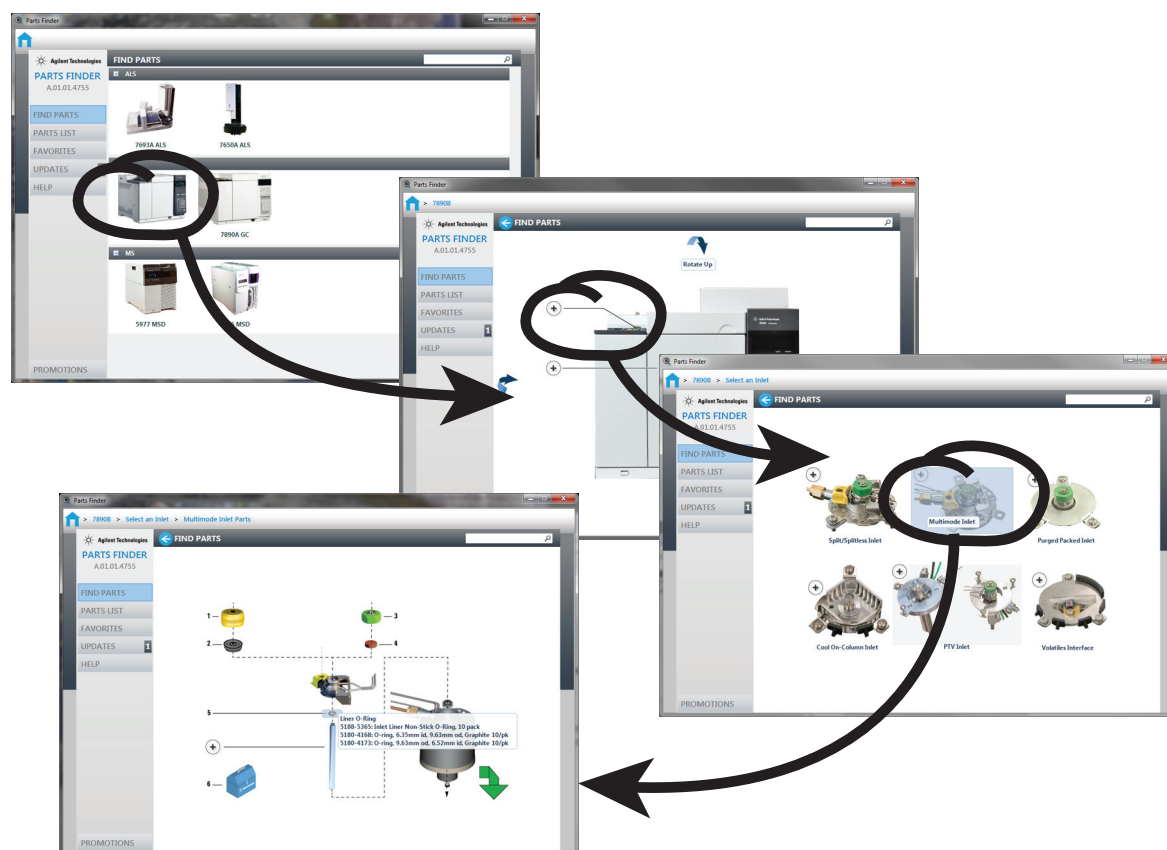 Parts Finder
Agilent Technologies
FIND PARTS
PARTS FINDER
A.01.01.4755
ALS
FIND PARTS
PARTS LIST
FAVORITES
UPDATES
HELP
7693A ALS
7650A ALS
7890A GC
MS
5977 MSD
MSD
PROMOTIONS
Parts Finder
> 7890B
Agilent Technologies
FIND PARTS
PARTS FINDER
A.01.01.4755
Rotate Up
FIND PARTS
PARTS LIST
FAVORITES
UPDATES 1
HELP
Agilent Technologies
Parts Finder
> 7890B > Select an Inlet
Agilent Technologies
FIND PARTS
PARTS FINDER
A.01.01.4755
FIND PARTS
PARTS LIST
FAVORITES
UPDATES 1
HELP
Multimode Inlet
Split/Splitless Inlet
Purged Packed Inlet
Cool On-Column Inlet
PTV Inlet
Volatiles Interface
PROMOTIONS
Parts Finder
> 7890B > Select an Inlet > Multimode Inlet Parts
Agilent Technologies
FIND PARTS
PARTS FINDER
A.01.01.4755
FIND PARTS
PARTS LIST
FAVORITES
UPDATES 1
HELP
1
2
3
4
5
6
Liner O-Ring
5188-5365: Inlet Liner Non-Stick O-Ring, 10 pack
5180-4168: O-ring, 6.35mm id, 9.63mm od, Graphite 10/pk
5180-4173: O-ring, 9.63mm od, 6.52mm id, Graphite 10/pk
PROMOTIONS